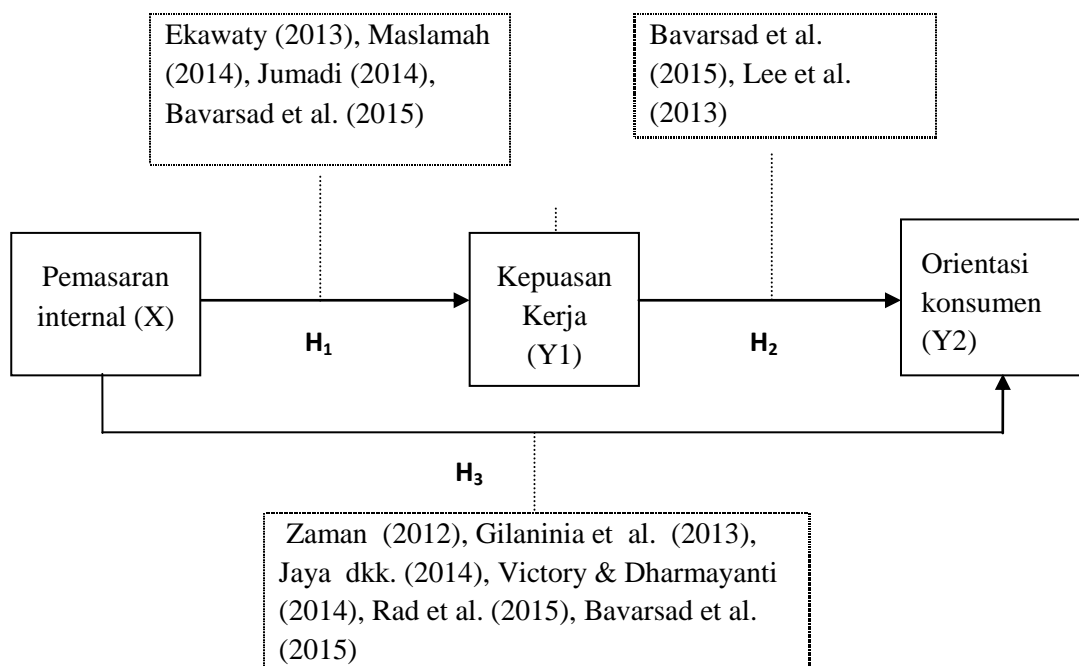 Ekawaty (2013), Maslamah
(2014), Jumadi (2014),
Bavarsad et al. (2015)
Bavarsad et al.
(2015), Lee et al.
(2013)
Pemasaran
internal (X)
Kepuasan
Kerja
(Y1)
Orientasi
konsumen
(Y2)
H₁
H₂
H₃
Zaman (2012), Gilaninia et al. (2013),
Jaya dkk. (2014), Victory & Dharmayanti
(2014), Rad et al. (2015), Bavarsad et al.
(2015)